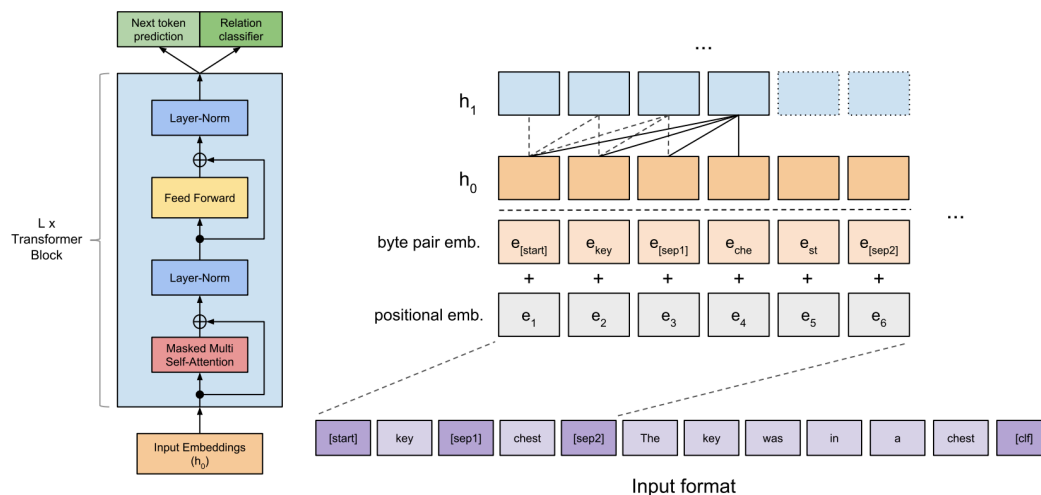 Next token
prediction
Relation
classifier
Layer-Norm
Feed Forward
L x
Transformer
Block
Layer-Norm
Masked Multi
Self-Attention
Input Embeddings
(h0)
...
h1
h0
...
byte pair emb.
e[start] ekey e[sep1] eche est e[sep2]
+ + + + + +
positional emb.
e1 e2 e3 e4 e5 e6
[start] key [sep1] chest [sep2] The key was in a chest [clf]
Input format